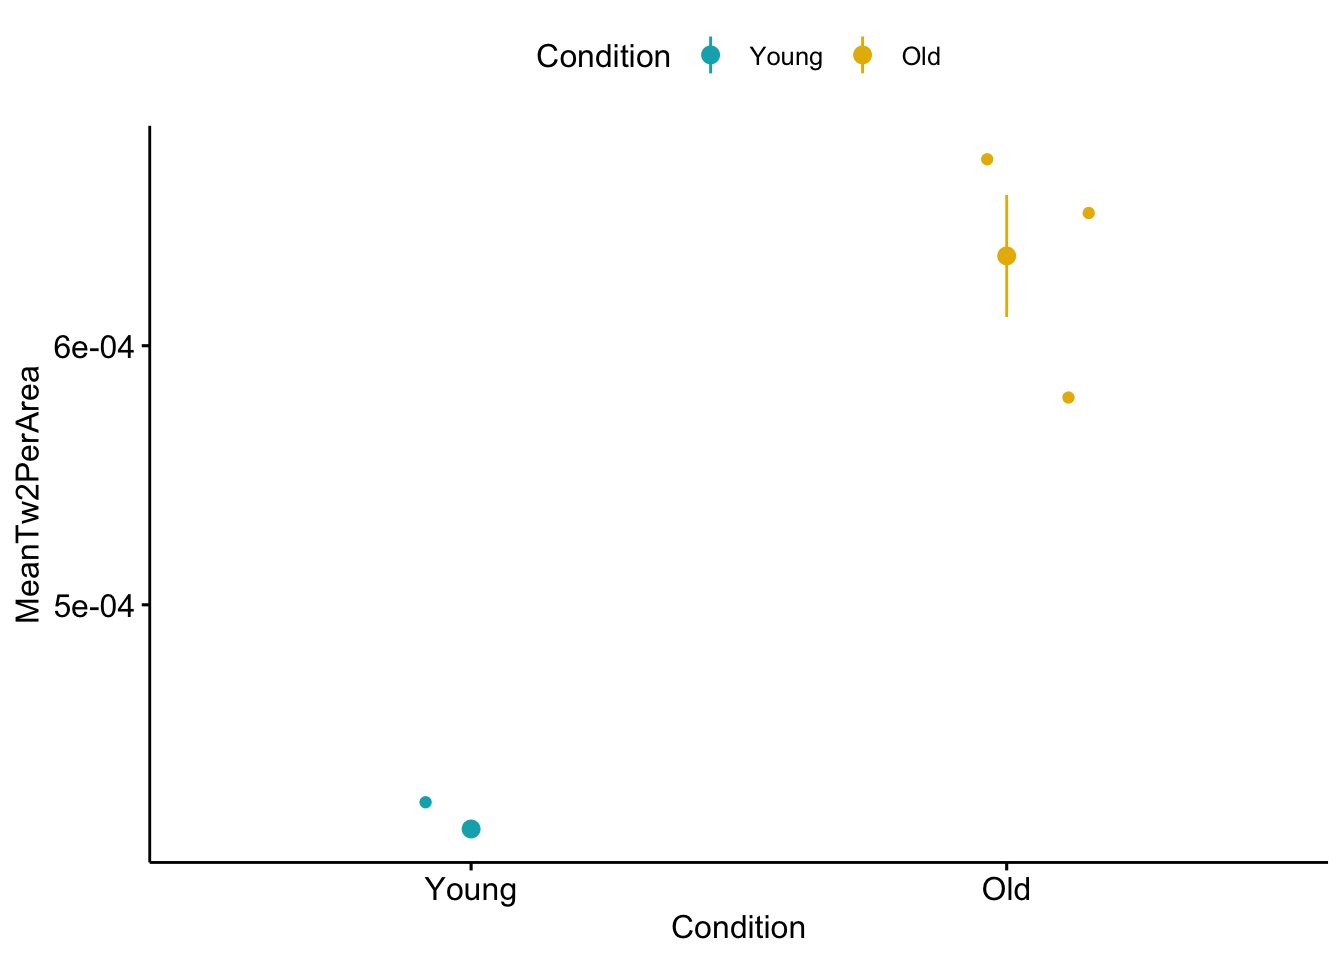 Condition Young Old
MeanTw2PerArea
6e-04
5e-04
Young Old
Condition